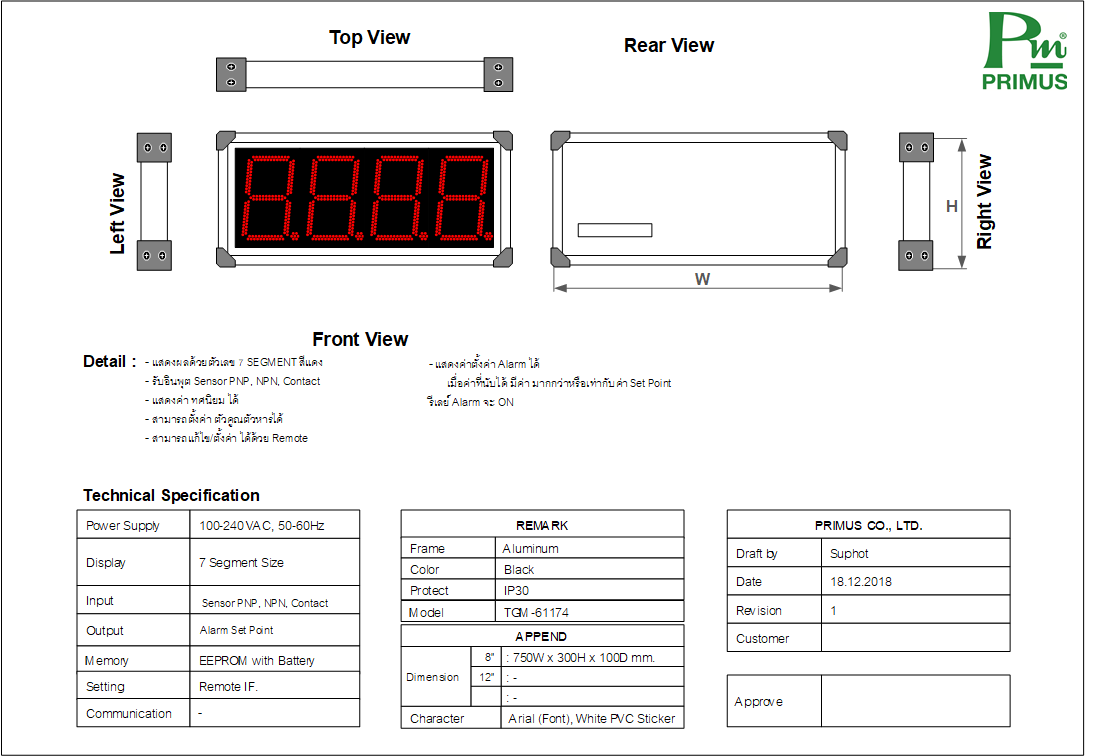 Top View
Rear View
Pm®
PRIMUS
Left View
H
Right View
W
Front View
Detail :
- แสดงผลด้วยตัวเลข 7 SEGMENT สีแดง
- รับอินพุต Sensor PNP, NPN, Contact
- แสดงค่า ทศนิยม ได้
- สามารถตั้งค่า ตัวคูณตัวหารได้
- สามารถแก้ไข/ตั้งค่า ได้ด้วย Remote
- แสดงค่าตั้งค่า Alarm ได้
เมื่อค่าที่นับได้ มีค่า มากกว่าหรือเท่ากับ ค่า Set Point
รีเลย์ Alarm จะ ON
Technical Specification
Power Supply 100-240 VAC, 50-60Hz
Display 7 Segment Size
Input Sensor PNP, NPN, Contact
Output Alarm Set Point
Memory EEPROM with Battery
Setting Remote IF.
Communication -
REMARK
Frame Aluminum
Color Black
Protect IP30
Model TGM-61174
APPEND
Dimension
8" : 750W x 300H x 100D mm.
12" : -
: -
Character Arial (Font), White PVC Sticker
PRIMUS CO., LTD.
Draft by Suphot
Date 18.12.2018
Revision 1
Customer
Approve